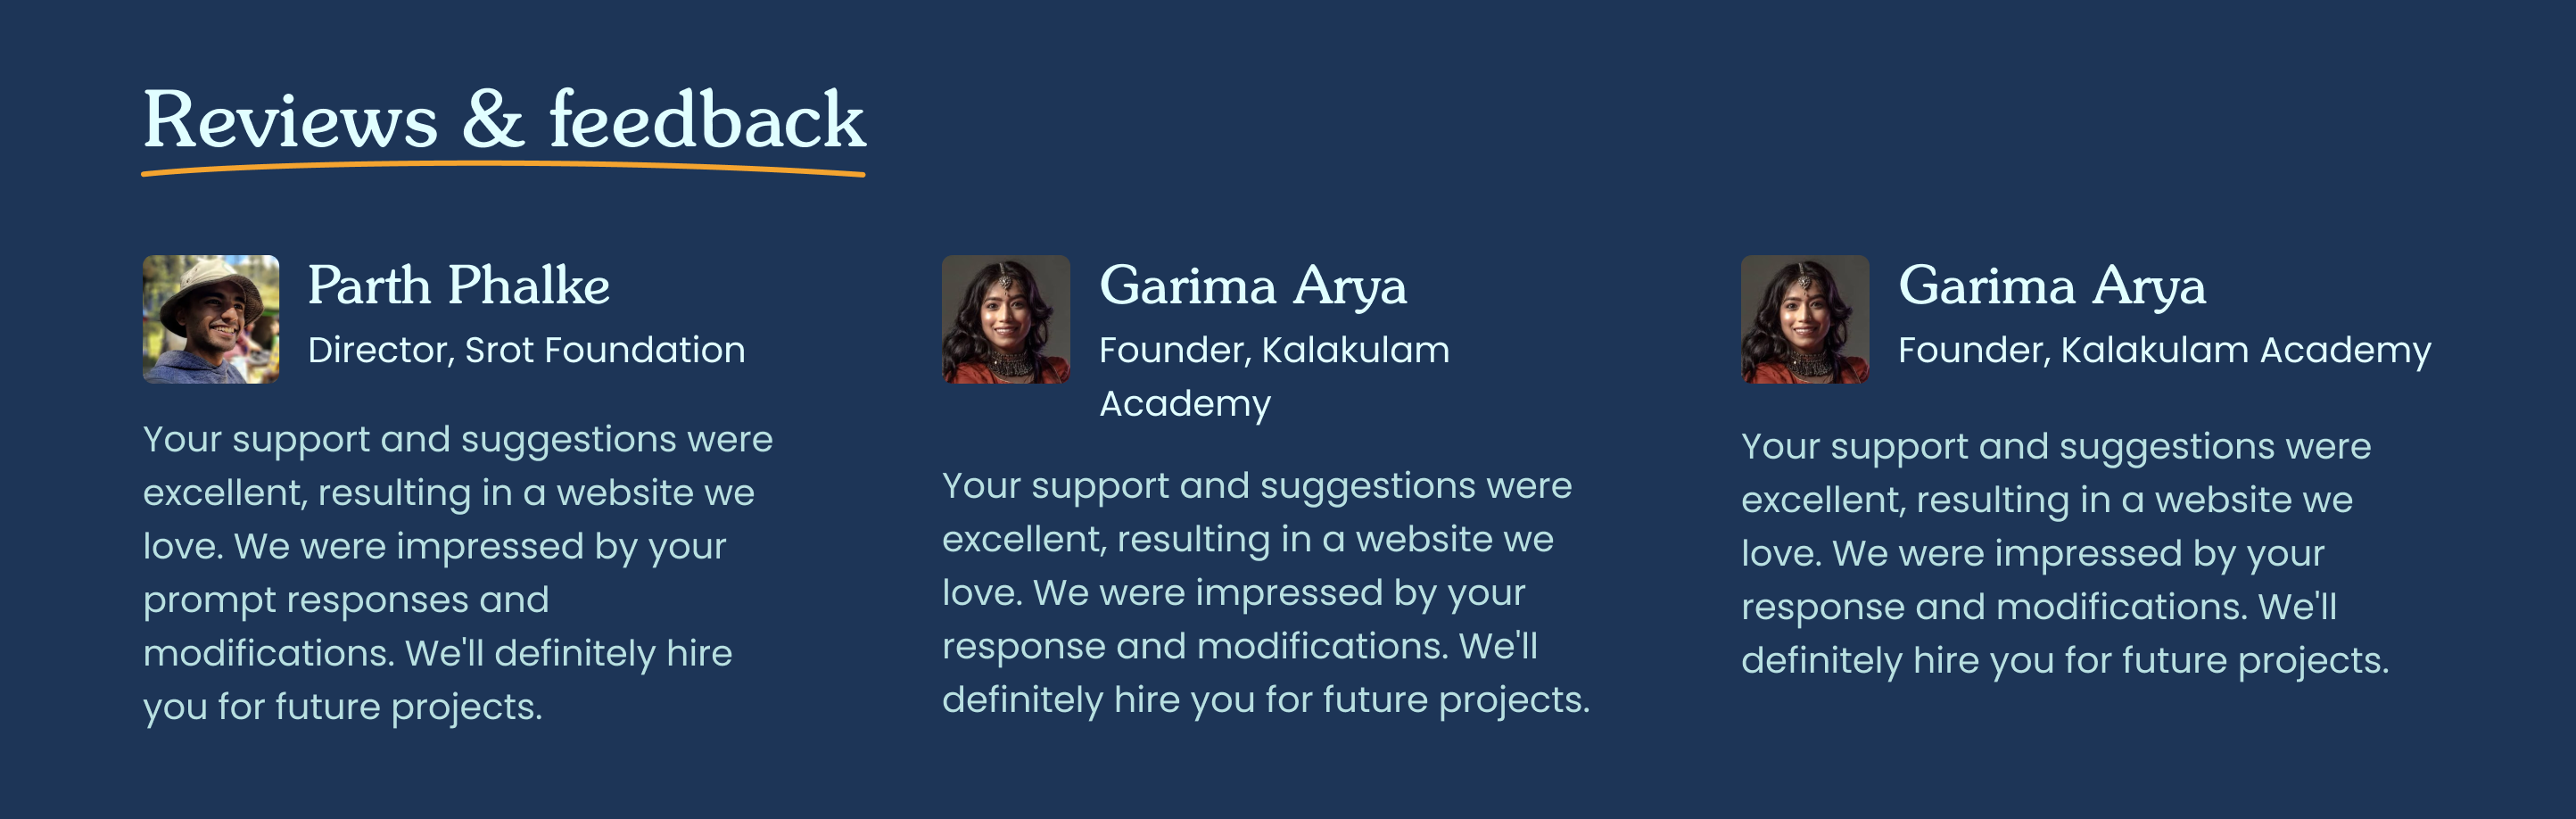 Reviews & feedback
Parth Phalke
Director, Srot Foundation
Your support and suggestions were
excellent, resulting in a website we
love. We were impressed by your
prompt responses and
modifications. We'll definitely hire
you for future projects.
Garima Arya
Founder, Kalakulam
Academy
Your support and suggestions were
excellent, resulting in a website we
love. We were impressed by your
response and modifications. We'll
definitely hire you for future projects.
Garima Arya
Founder, Kalakulam Academy
Your support and suggestions were
excellent, resulting in a website we
love. We were impressed by your
response and modifications. We'll
definitely hire you for future projects.